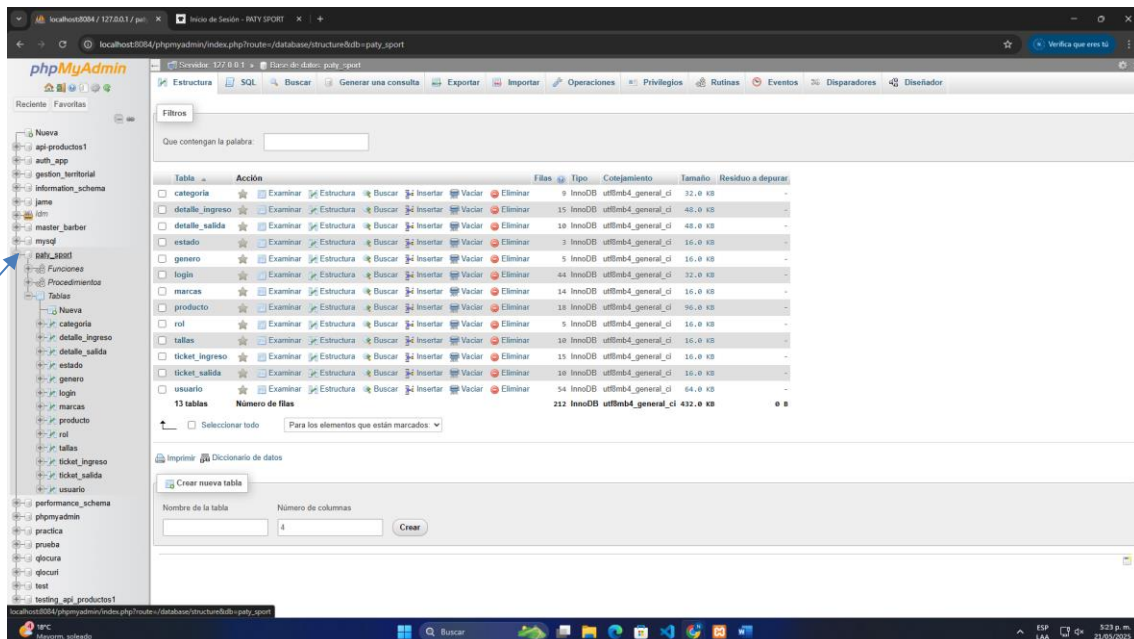 localhost:8084 / 127.0.0.1 / pat
Inicio de Sesión - PATY SPORT
localhost:8084/phpmyadmin/index.php?route=/database/structure&db=paty_sport
Verifica que eres tú
phpMyAdmin
Reciente Favoritas
Nueva
api-productos1
auth_app
gestion_territorial
information_schema
jame
ldm
master_barber
mysql
paty_sport
Funciones
Procedimientos
Tablas
Nueva
categoria
detalle_ingreso
detalle_salida
estado
genero
login
marcas
producto
rol
tallas
ticket_ingreso
ticket_salida
usuario
performance_schema
phpmyadmin
practica
prueba
qlocura
qlocuri
test
testing_api_productos1
Servidor: 127.0.0.1 » Base de datos: paty_sport
Estructura SQL Buscar Generar una consulta Exportar Importar Operaciones Privilegios Rutinas Eventos Disparadores Diseñador
Filtros
Que contengan la palabra:
Tabla Acción Filas Tipo Cotejamiento Tamaño Residuo a depurar
categoria Examinar Estructura Buscar Insertar Vaciar Eliminar 9 InnoDB utf8mb4_general_ci 32.0 KB -
detalle_ingreso Examinar Estructura Buscar Insertar Vaciar Eliminar 15 InnoDB utf8mb4_general_ci 48.0 KB -
detalle_salida Examinar Estructura Buscar Insertar Vaciar Eliminar 10 InnoDB utf8mb4_general_ci 48.0 KB -
estado Examinar Estructura Buscar Insertar Vaciar Eliminar 3 InnoDB utf8mb4_general_ci 16.0 KB -
genero Examinar Estructura Buscar Insertar Vaciar Eliminar 5 InnoDB utf8mb4_general_ci 16.0 KB -
login Examinar Estructura Buscar Insertar Vaciar Eliminar 44 InnoDB utf8mb4_general_ci 32.0 KB -
marcas Examinar Estructura Buscar Insertar Vaciar Eliminar 14 InnoDB utf8mb4_general_ci 16.0 KB -
producto Examinar Estructura Buscar Insertar Vaciar Eliminar 18 InnoDB utf8mb4_general_ci 96.0 KB -
rol Examinar Estructura Buscar Insertar Vaciar Eliminar 5 InnoDB utf8mb4_general_ci 16.0 KB -
tallas Examinar Estructura Buscar Insertar Vaciar Eliminar 10 InnoDB utf8mb4_general_ci 16.0 KB -
ticket_ingreso Examinar Estructura Buscar Insertar Vaciar Eliminar 15 InnoDB utf8mb4_general_ci 16.0 KB -
ticket_salida Examinar Estructura Buscar Insertar Vaciar Eliminar 10 InnoDB utf8mb4_general_ci 16.0 KB -
usuario Examinar Estructura Buscar Insertar Vaciar Eliminar 54 InnoDB utf8mb4_general_ci 64.0 KB -
13 tablas Número de filas 212 InnoDB utf8mb4_general_ci 432.0 KB 0 B
Seleccionar todo Para los elementos que están marcados:
Imprimir Diccionario de datos
Crear nueva tabla
Nombre de la tabla Número de columnas
4 Crear
localhost:8084/phpmyadmin/index.php?route=/database/structure&db=paty_sport
18°C
Mayorm. soleado
Buscar
ESP
LAA
5:23 p. m.
21/05/2025